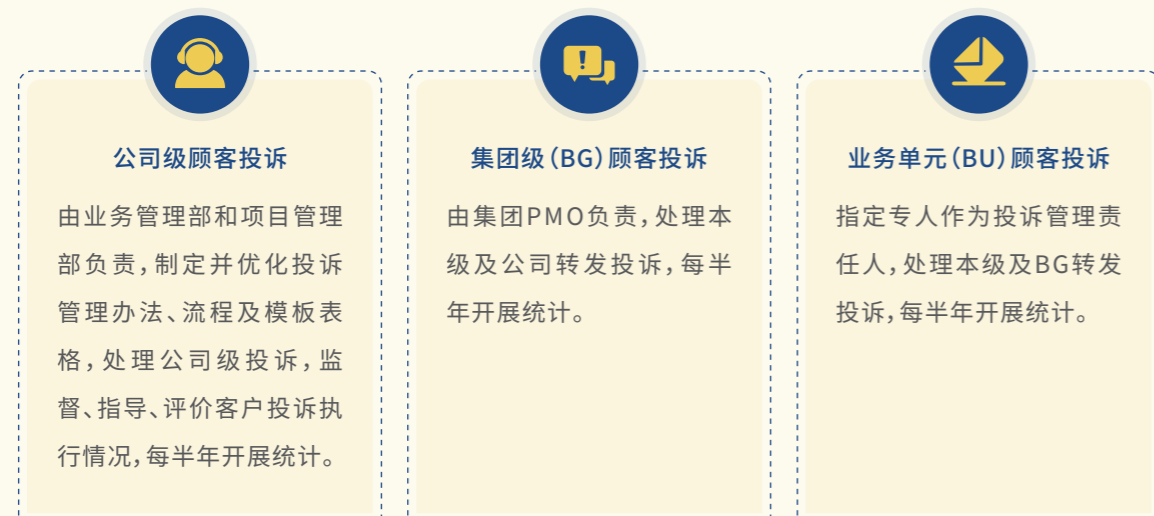 公司级顾客投诉
由业务管理部和项目管理
部负责，制定并优化投诉
管理办法、流程及模板表
格，处理公司级投诉，监
督、指导、评价客户投诉执
行情况，每半年开展统计。
集团级（BG）顾客投诉
由集团PMO负责，处理本
级及公司转发投诉，每半
年开展统计。
业务单元（BU）顾客投诉
指定专人作为投诉管理责
任人，处理本级及BG转发
投诉，每半年开展统计。